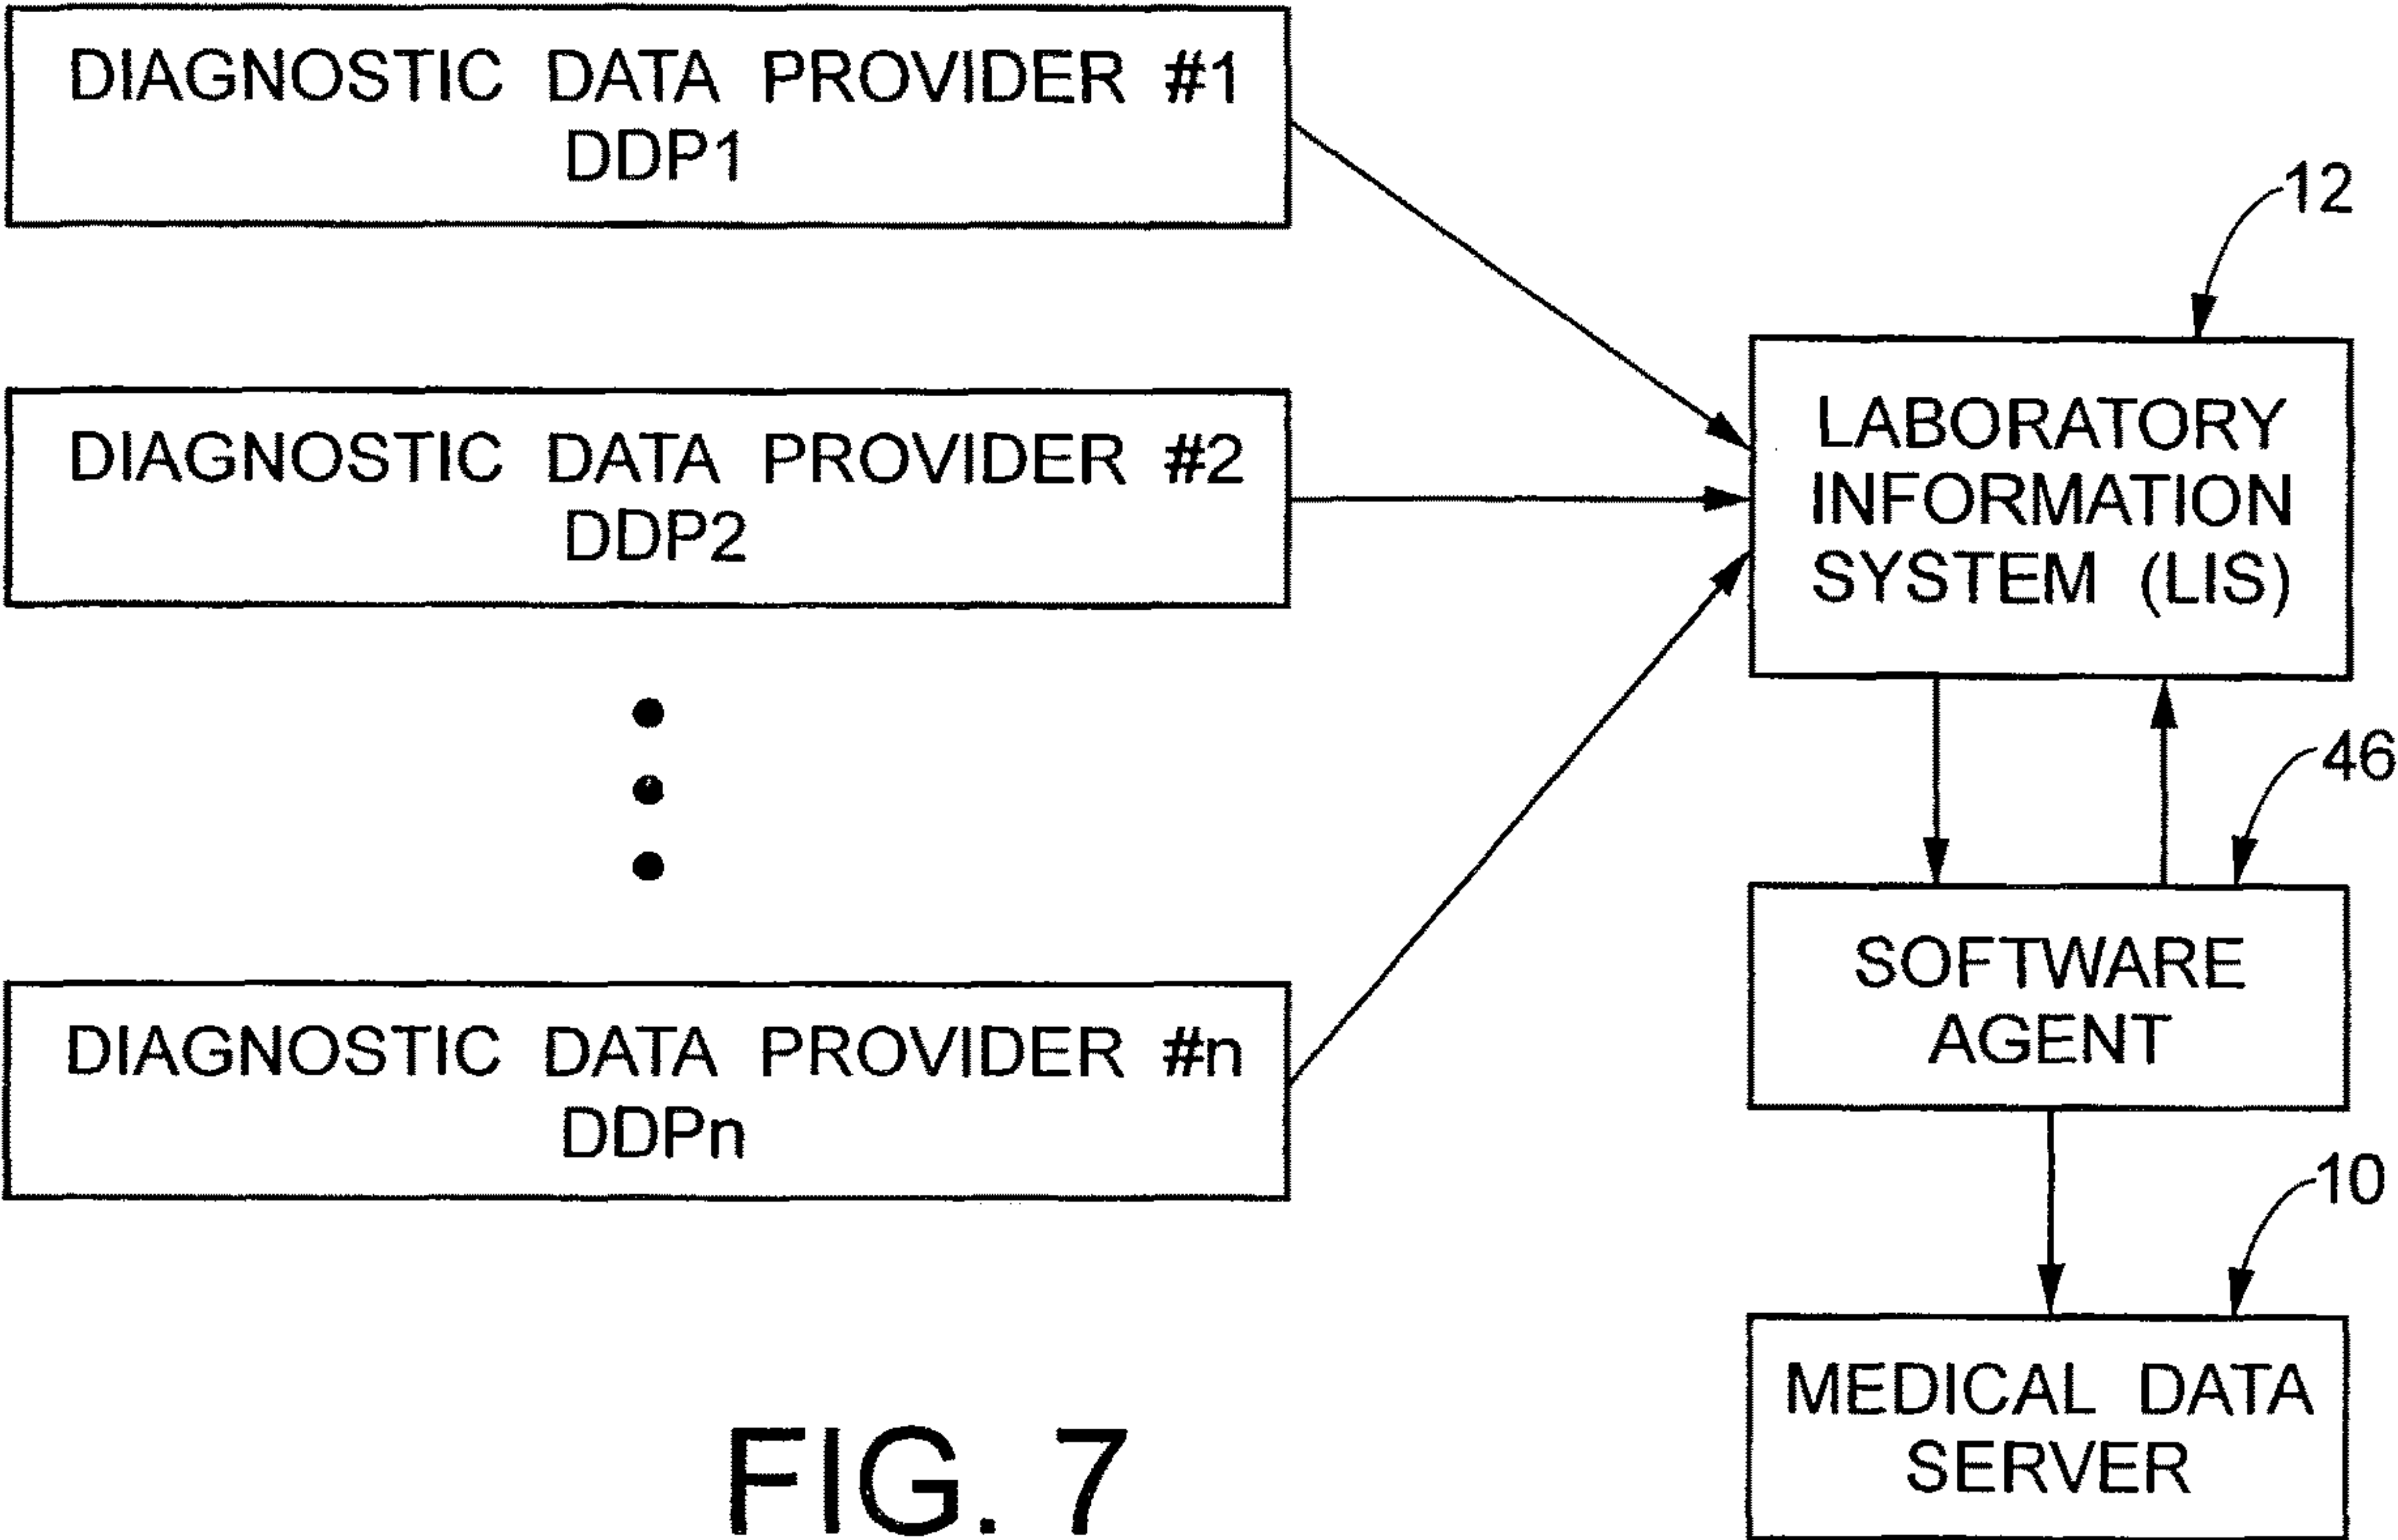 DIAGNOSTIC DATA PROVIDER #1
DDP1
12
DIAGNOSTIC DATA PROVIDER #2
DDP2
LABORATORY
INFORMATION
SYSTEM (LIS)
46
SOFTWARE
AGENT
DIAGNOSTIC DATA PROVIDER #n
DDPn
10
MEDICAL DATA
SERVER
FIG. 7